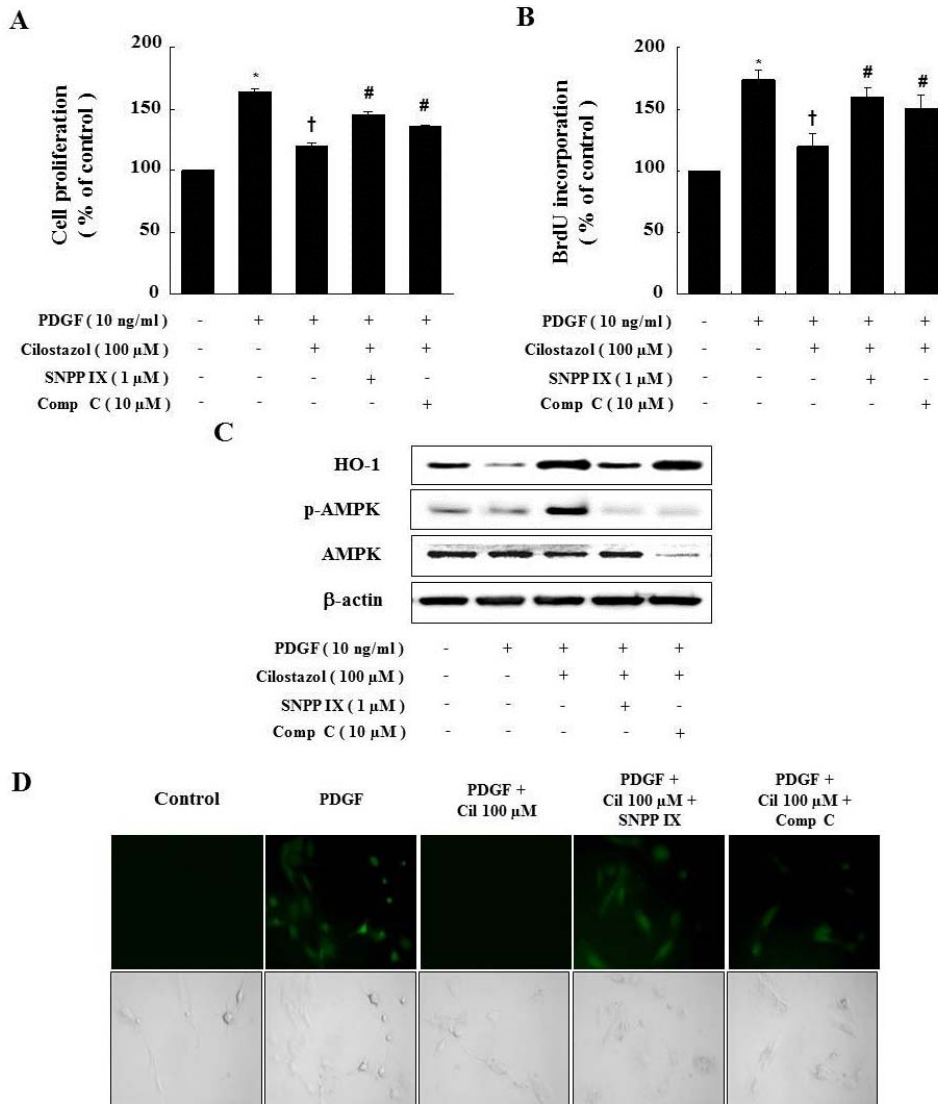 A
200
150
100
50
0
Cell proliferation
( % of control )
*
†
#
#
PDGF ( 10 ng/ml ) - + + + +
Cilostazol ( 100 µM ) - - + + +
SNPP IX ( 1 µM ) - - - + -
Comp C ( 10 µM ) - - - - +
B
200
150
100
50
0
BrdU incorporation
( % of control )
*
†
#
#
PDGF ( 10 ng/ml ) - + + + +
Cilostazol ( 100 µM ) - - + + +
SNPP IX ( 1 µM ) - - - + -
Comp C ( 10 µM ) - - - - +
C
HO-1
p-AMPK
AMPK
β-actin
PDGF ( 10 ng/ml ) - + + + +
Cilostazol ( 100 µM ) - - + + +
SNPP IX ( 1 µM ) - - - + -
Comp C ( 10 µM ) - - - - +
D
Control
PDGF
PDGF +
Cil 100 µM
PDGF +
Cil 100 µM +
SNPP IX
PDGF +
Cil 100 µM +
Comp C